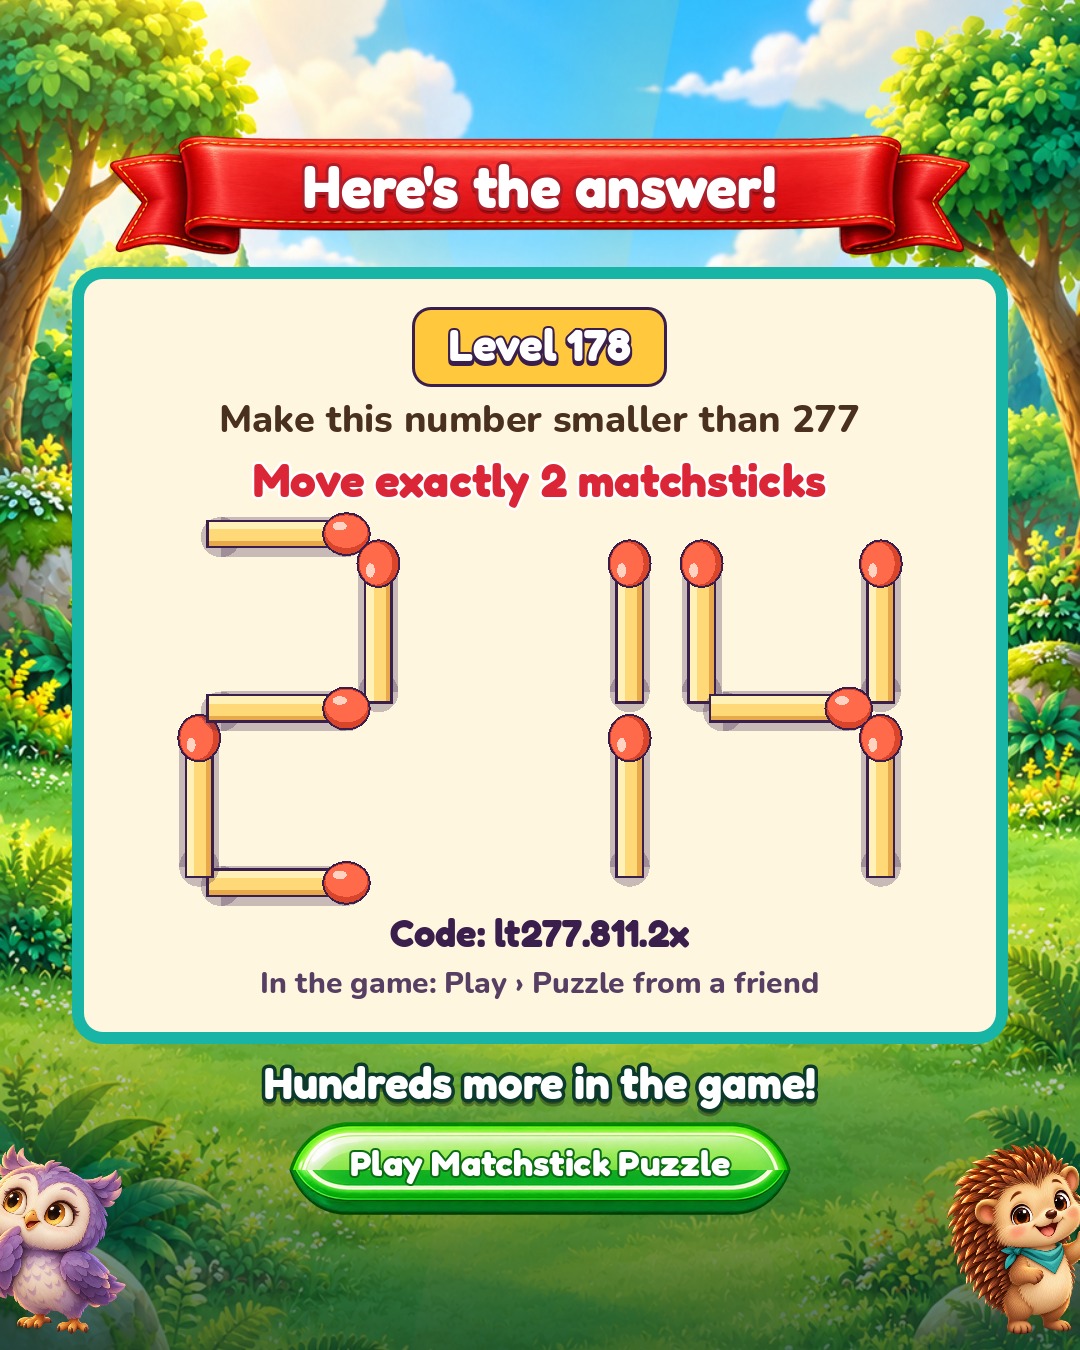 Here's the answer!
Level 178
Make this number smaller than 277
Move exactly 2 matchsticks
214
Code: lt277.811.2x
In the game: Play › Puzzle from a friend
Hundreds more in the game!
Play Matchstick Puzzle